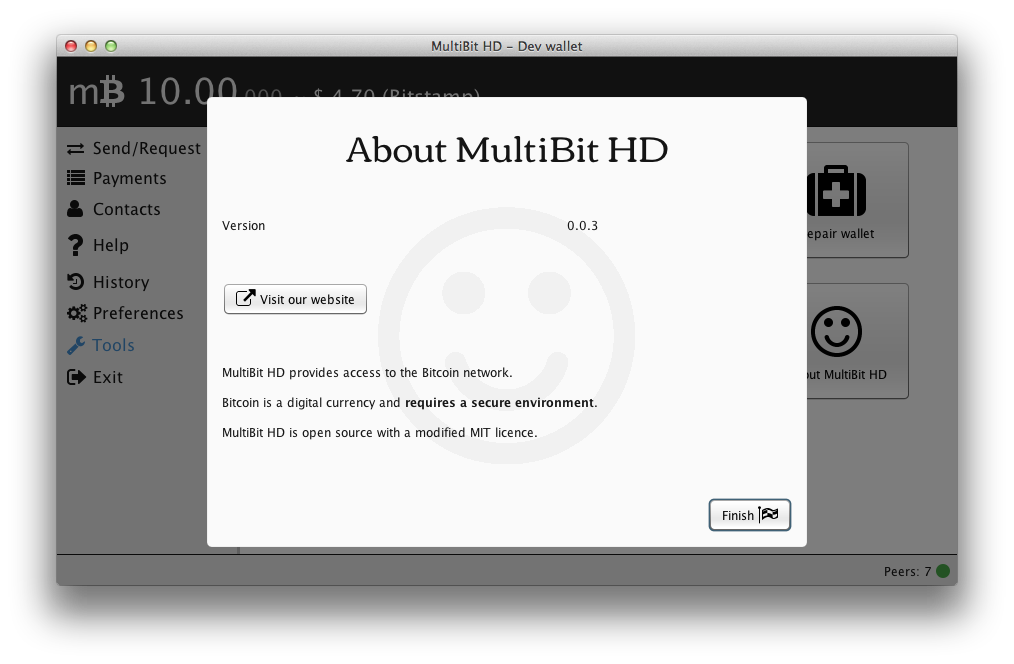 MultiBit HD – Dev wallet
m₿ 10.00000 ~ $ 4.70 (Bitstamp)
Send/Request
Payments
Contacts
Help
History
Preferences
Tools
Exit
About MultiBit HD
Version 0.0.3
Visit our website
MultiBit HD provides access to the Bitcoin network.
Bitcoin is a digital currency and requires a secure environment.
MultiBit HD is open source with a modified MIT licence.
Finish
epair wallet
out MultiBit HD
Peers: 7